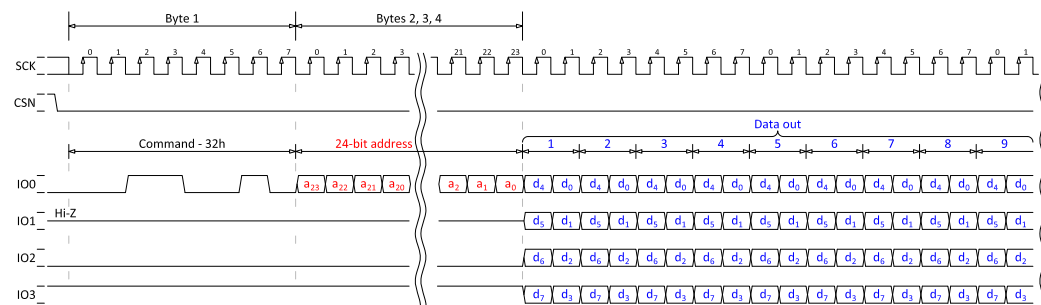 Byte 1 Bytes 2, 3, 4
0 1 2 3 4 5 6 7 0 1 2 3 21 22 23 0 1 2 3 4 5 6 7 0 1 2 3 4 5 6 7 0 1
SCK
CSN
Data out
Command - 32h 24-bit address 1 2 3 4 5 6 7 8 9
IO0 a₂₃ a₂₂ a₂₁ a₂₀ a₂ a₁ a₀ d₄ d₀ d₄ d₀ d₄ d₀ d₄ d₀ d₄ d₀ d₄ d₀ d₄ d₀ d₄ d₀ d₄ d₀
Hi-Z
IO1 d₅ d₁ d₅ d₁ d₅ d₁ d₅ d₁ d₅ d₁ d₅ d₁ d₅ d₁ d₅ d₁ d₅ d₁
IO2 d₆ d₂ d₆ d₂ d₆ d₂ d₆ d₂ d₆ d₂ d₆ d₂ d₆ d₂ d₆ d₂ d₆ d₂
IO3 d₇ d₃ d₇ d₃ d₇ d₃ d₇ d₃ d₇ d₃ d₇ d₃ d₇ d₃ d₇ d₃ d₇ d₃